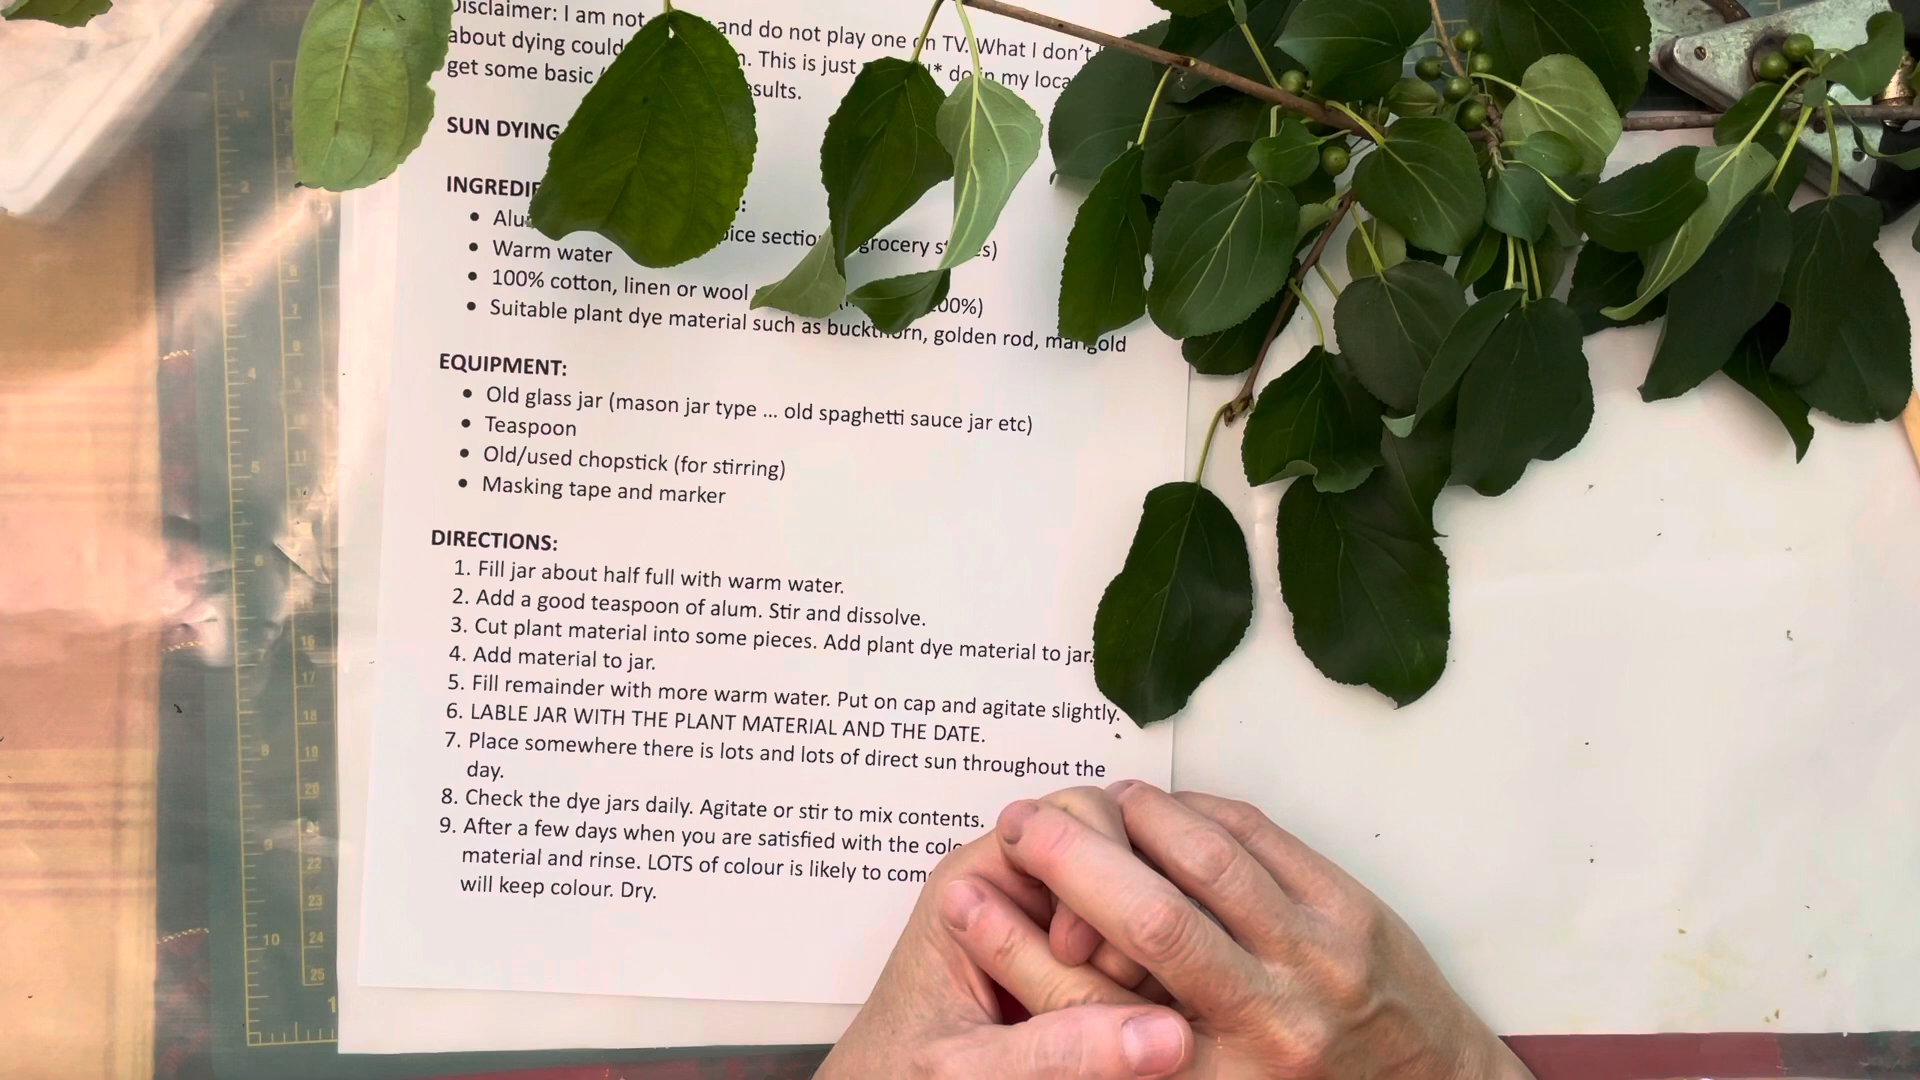 Disclaimer: I am not and do not play one on TV. What I don't
about dying could This is just do in my
get some basic
SUN DYING
INGREDIE
Warm water
100% cotton, linen or wool
Suitable plant dye material such as buckthorn, golden rod, marigold
EQUIPMENT:
Old glass jar (mason jar type ... old spaghetti sauce jar etc)
Teaspoon
Old/used chopstick (for stirring)
Masking tape and marker
DIRECTIONS:
1. Fill jar about half full with warm water.
2. Add a good teaspoon of alum. Stir and dissolve.
3. Cut plant material into some pieces. Add plant dye material to jar.
4. Add material to jar.
5. Fill remainder with more warm water. Put on cap and agitate slightly.
6. LABLE JAR WITH THE PLANT MATERIAL AND THE DATE.
7. Place somewhere there is lots and lots of direct sun throughout the
day.
8. Check the dye jars daily. Agitate or stir to mix contents.
9. After a few days when you are satisfied with the
material and rinse. LOTS of colour is likely to
will keep colour. Dry.